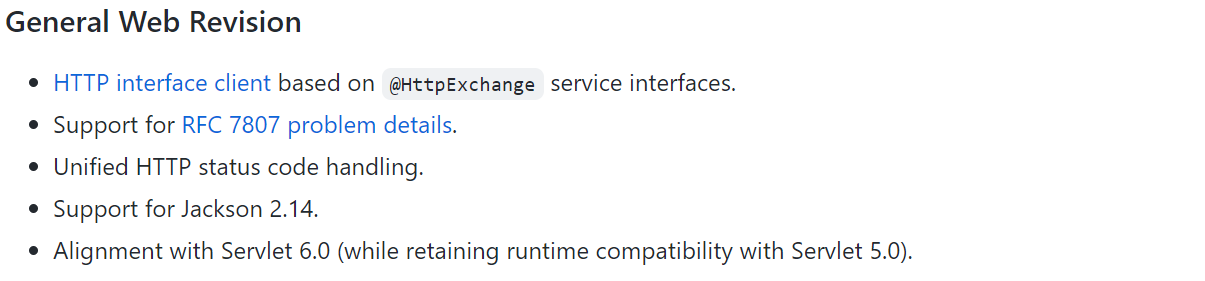 General Web Revision
• HTTP interface client based on @HttpExchange service interfaces.
• Support for RFC 7807 problem details.
• Unified HTTP status code handling.
• Support for Jackson 2.14.
• Alignment with Servlet 6.0 (while retaining runtime compatibility with Servlet 5.0).